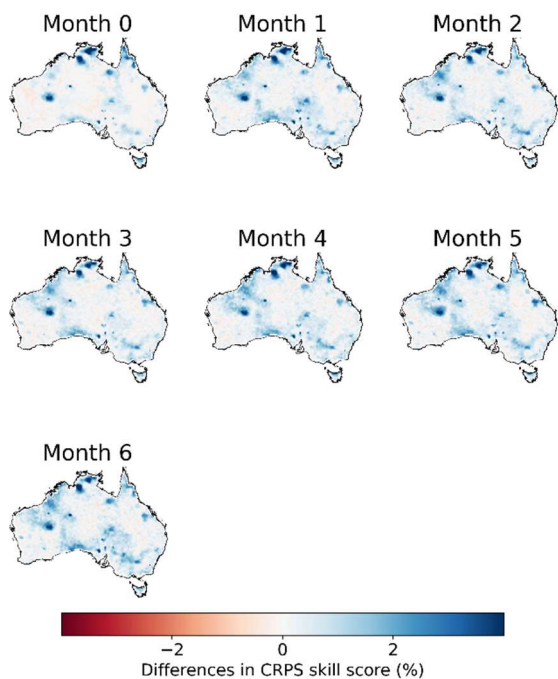 Month 0 Month 1 Month 2
Month 3 Month 4 Month 5
Month 6
−2 0 2
Differences in CRPS skill score (%)